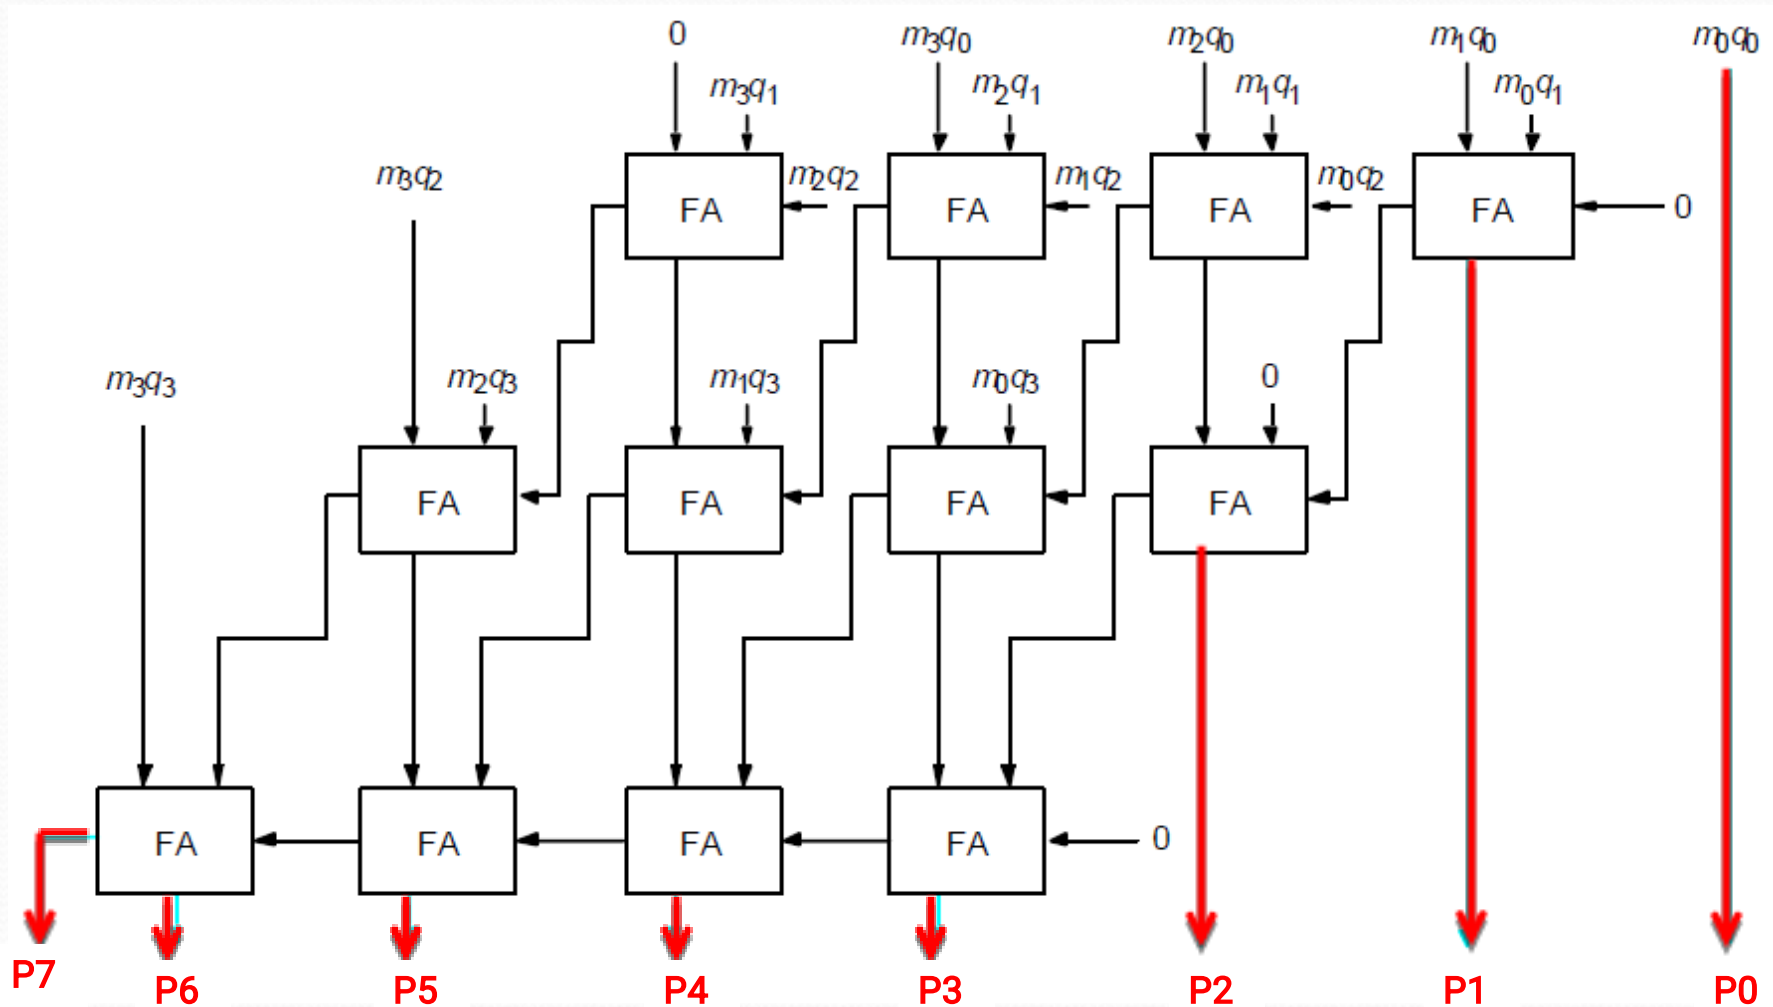 0 m₃q₀ m₂q₀ m₁q₀ m₀q₀
m₃q₁ m₂q₁ m₁q₁ m₀q₁
m₃q₂ m₂q₂ m₁q₂ m₀q₂
FA FA FA FA 0
m₃q₃ m₂q₃ m₁q₃ m₀q₃ 0
FA FA FA FA
FA FA FA FA 0
P7 P6 P5 P4 P3 P2 P1 P0